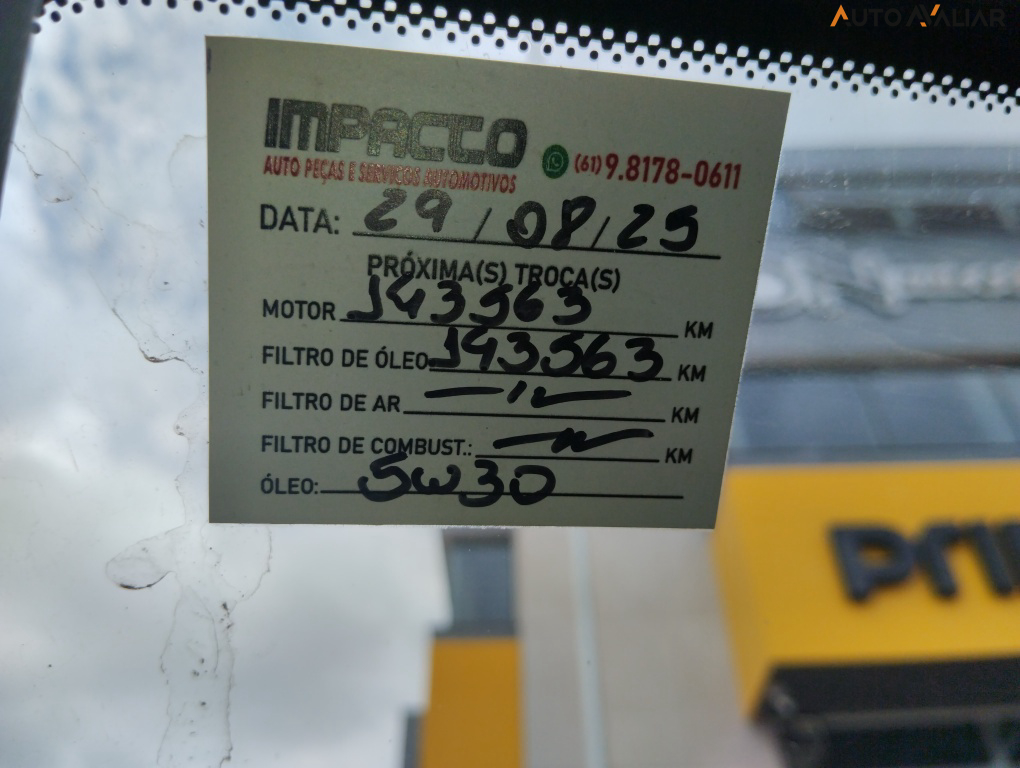 AUTO AVALIAR
IMPACTO
AUTO PEÇAS E SERVIÇOS AUTOMOTIVOS
(61) 9.8178-0611
DATA: 29/08/25
PRÓXIMA(S) TROCA(S)
MOTOR 143563 KM
FILTRO DE ÓLEO 143563 KM
FILTRO DE AR KM
FILTRO DE COMBUST.: KM
ÓLEO: 5W30